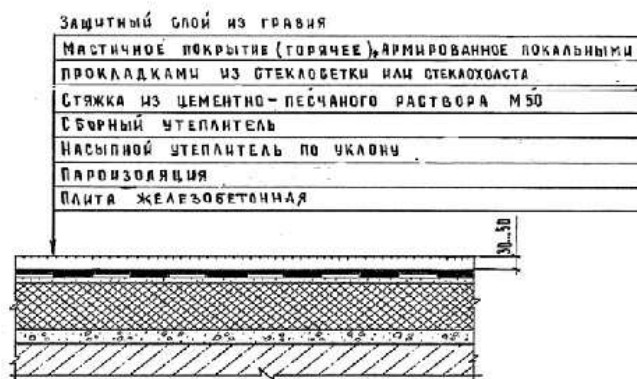 Защитный слой из гравия
Мастичное покрытие (горячее), армированное локальными
прокладками из стеклосетки или стеклохолста
Стяжка из цементно-песчаного раствора М50
Сборный утеплитель
Насыпной утеплитель по уклону
Пароизоляция
Плита железобетонная
30...50